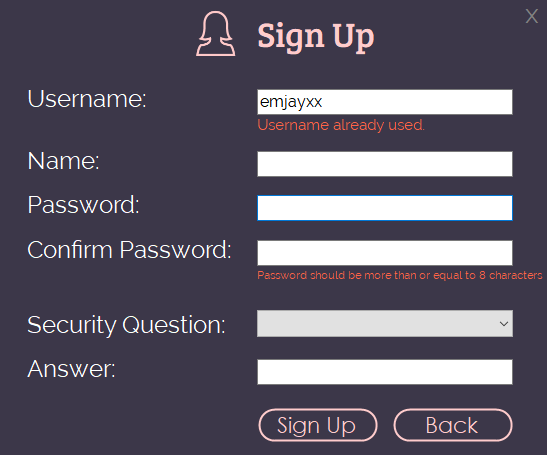 X
Sign Up
Username:
emjayxx
Username already used.
Name:
Password:
Confirm Password:
Password should be more than or equal to 8 characters
Security Question:
Answer:
Sign Up
Back